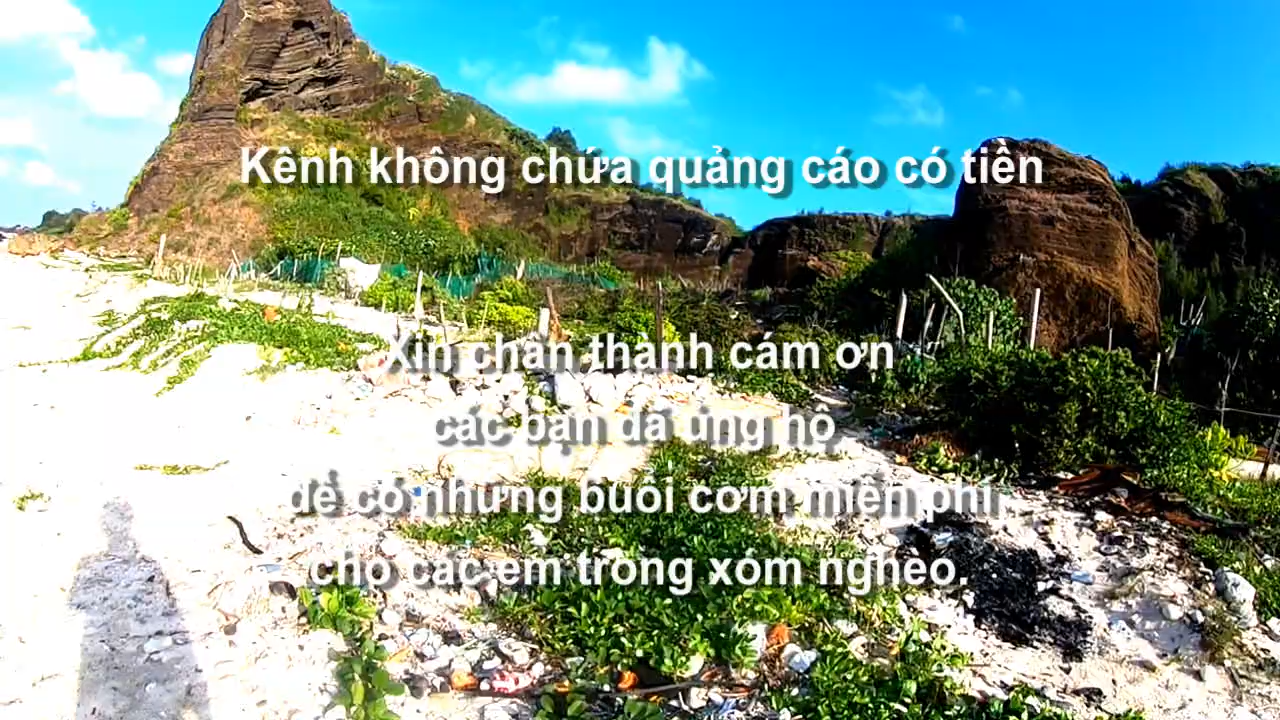 Kênh không chứa quảng cáo có tiền
Xin chân thành cám ơn
các bạn đã ủng hộ
để có những buổi cơm miễn phí
cho các em trong xóm nghèo.